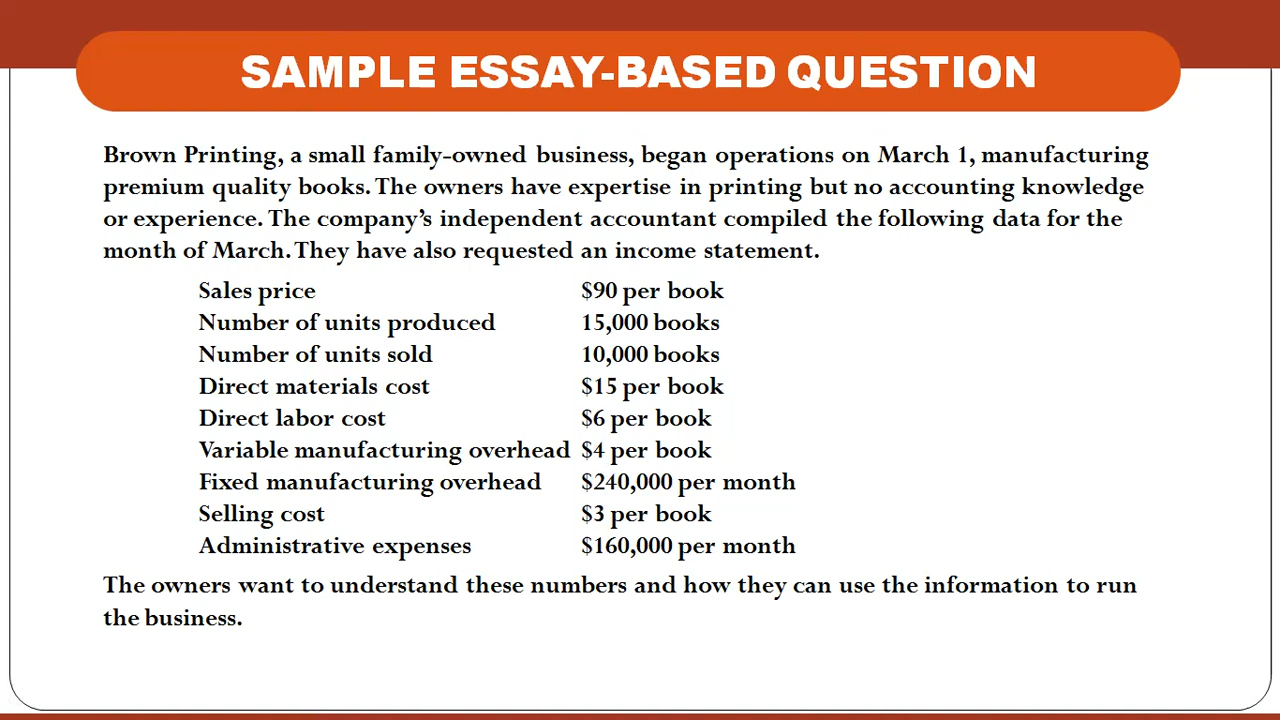 SAMPLE ESSAY-BASED QUESTION
Brown Printing, a small family-owned business, began operations on March 1, manufacturing
premium quality books. The owners have expertise in printing but no accounting knowledge
or experience. The company's independent accountant compiled the following data for the
month of March. They have also requested an income statement.
Sales price $90 per book
Number of units produced 15,000 books
Number of units sold 10,000 books
Direct materials cost $15 per book
Direct labor cost $6 per book
Variable manufacturing overhead $4 per book
Fixed manufacturing overhead $240,000 per month
Selling cost $3 per book
Administrative expenses $160,000 per month
The owners want to understand these numbers and how they can use the information to run
the business.